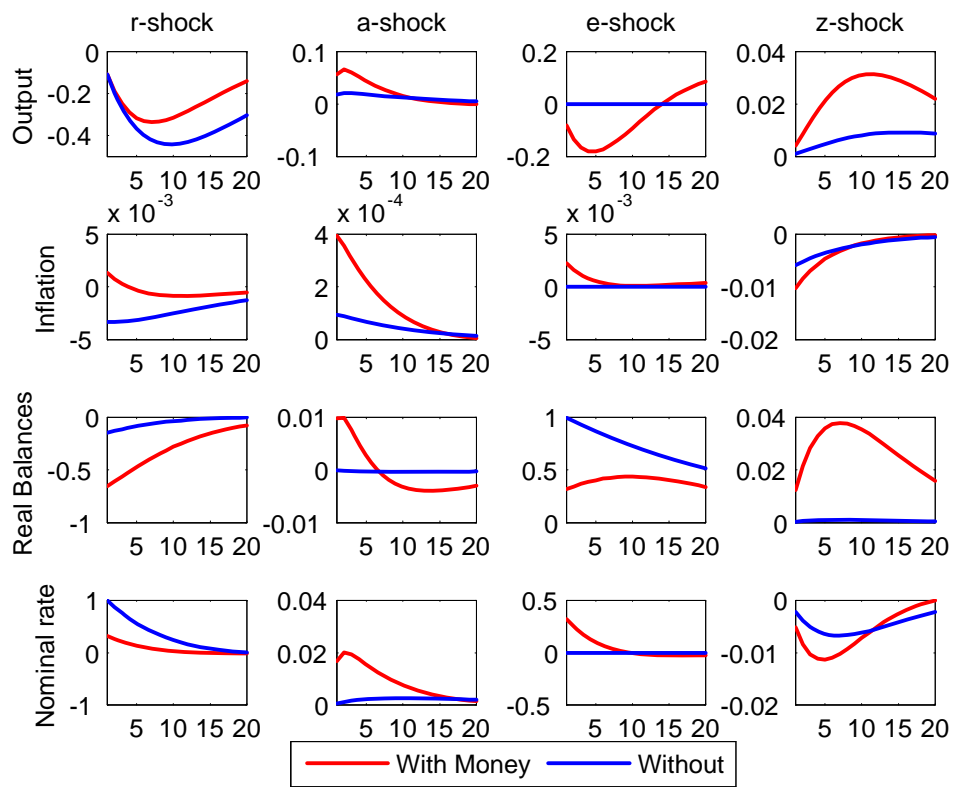 r-shock a-shock e-shock z-shock
Output
0
-0.2
-0.4
5 10 15 20
0.1
0
-0.1
5 10 15 20
0.2
0
-0.2
5 10 15 20
0.04
0.02
0
5 10 15 20
Inflation
x 10^-3
5
0
-5
5 10 15 20
x 10^-4
4
2
0
5 10 15 20
x 10^-3
5
0
-5
5 10 15 20
0
-0.01
-0.02
5 10 15 20
Real Balances
0
-0.5
-1
5 10 15 20
0.01
0
-0.01
5 10 15 20
1
0.5
0
5 10 15 20
0.04
0.02
0
5 10 15 20
Nominal rate
1
0
-1
5 10 15 20
0.04
0.02
0
5 10 15 20
0.5
0
-0.5
5 10 15 20
0
-0.01
-0.02
5 10 15 20
With Money Without